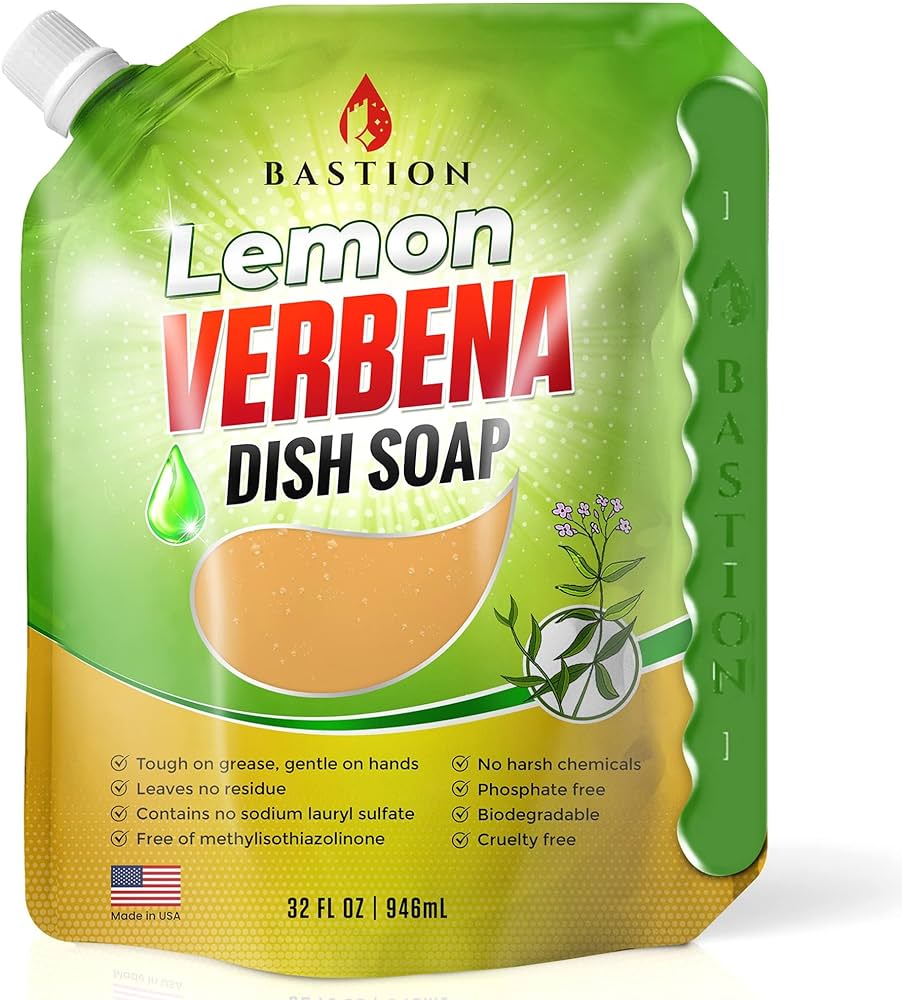 BASTION
Lemon
VERBENA
DISH SOAP
[ BASTION ]
Tough on grease, gentle on hands
Leaves no residue
Contains no sodium lauryl sulfate
Free of methylisothiazolinone
No harsh chemicals
Phosphate free
Biodegradable
Cruelty free
Made in USA
32 FL OZ | 946mL